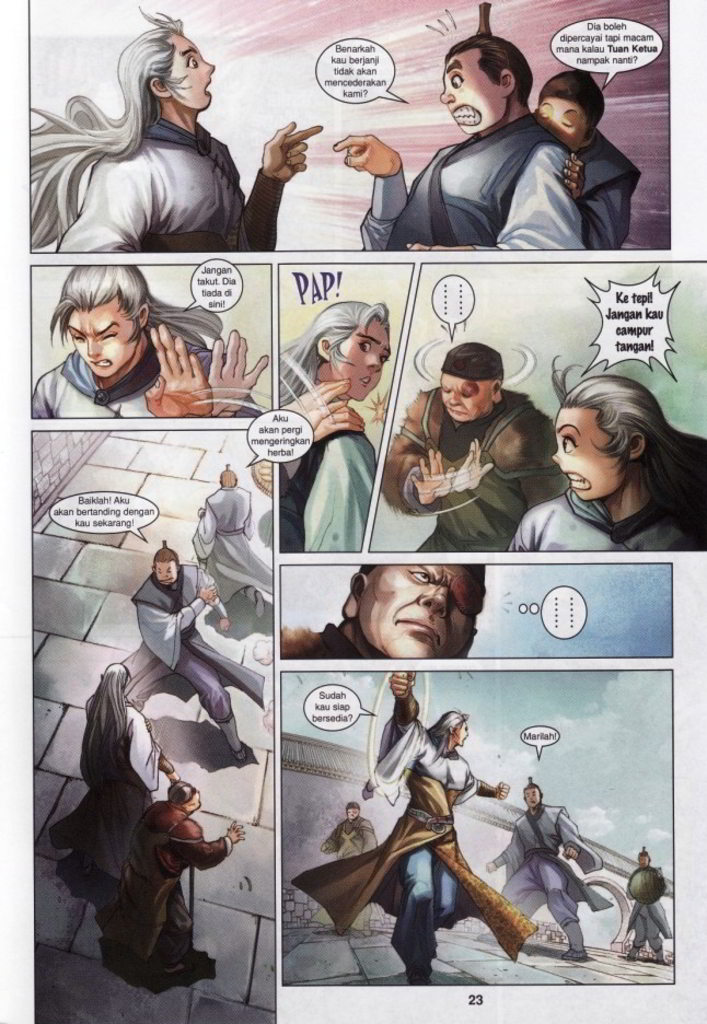 Benarkah
kau berjanji
tidak akan
mencederakan
kami?
Dia boleh
dipercayai tapi macam
mana kalau Tuan Ketua
nampak nanti?
Jangan
takut. Dia
tiada di
sini!
PAP!
Aku
akan pergi
mengeringkan
herba!
Ke tepi!
Jangan kau
campur
tangan!
Baiklah! Aku
akan bertanding dengan
kau sekarang!
Sudah
kau siap
bersedia?
Marilah!
23